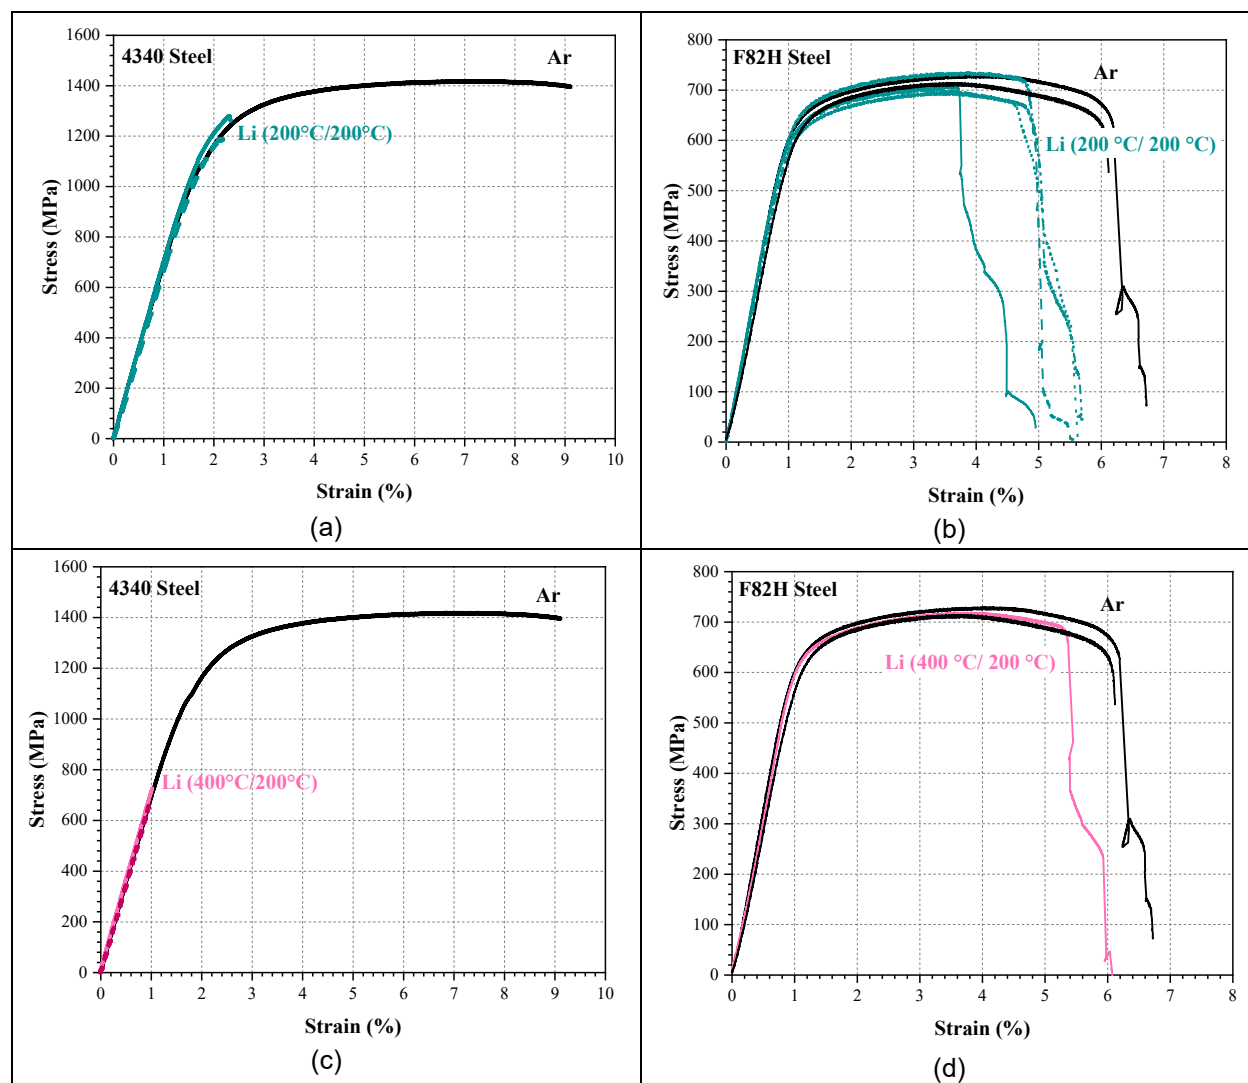 4340 Steel
Ar
Li (200°C/200°C)
1600
1400
1200
1000
800
600
400
200
0
0 1 2 3 4 5 6 7 8 9 10
Stress (MPa)
Strain (%)
(a)
F82H Steel
Ar
Li (200 °C/ 200 °C)
800
700
600
500
400
300
200
100
0
0 1 2 3 4 5 6 7 8
Stress (MPa)
Strain (%)
(b)
4340 Steel
Ar
Li (400°C/200°C)
1600
1400
1200
1000
800
600
400
200
0
0 1 2 3 4 5 6 7 8 9 10
Stress (MPa)
Strain (%)
(c)
F82H Steel
Ar
Li (400 °C/ 200 °C)
800
700
600
500
400
300
200
100
0
0 1 2 3 4 5 6 7 8
Stress (MPa)
Strain (%)
(d)